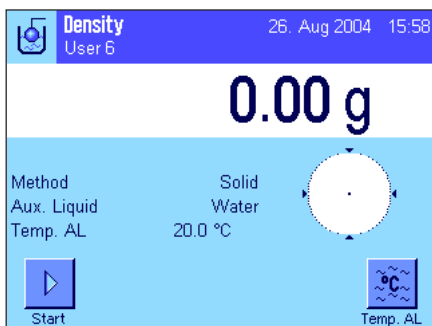 Density 26. Aug 2004 15:58
User 6
0.00 g
Method Solid
Aux. Liquid Water
Temp. AL 20.0 °C
°C
Start Temp. AL